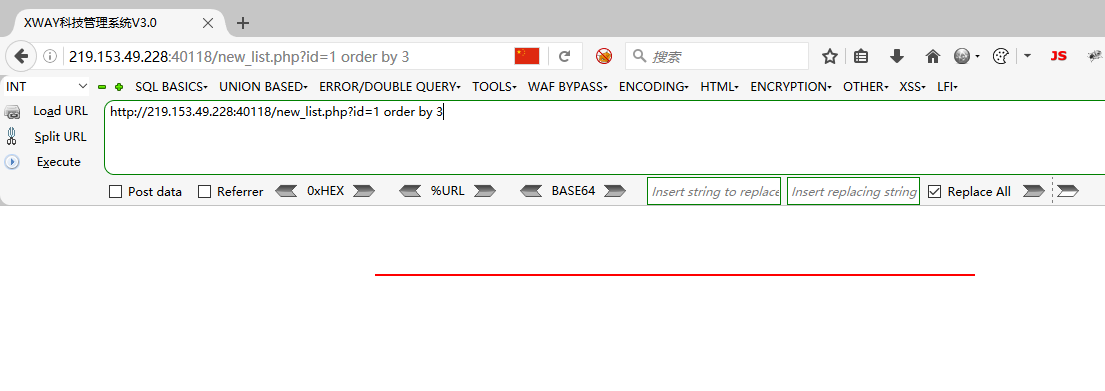 XWAY科技管理系统V3.0
219.153.49.228:40118/new_list.php?id=1 order by 3
搜索
JS
INT
SQL BASICS
UNION BASED
ERROR/DOUBLE QUERY
TOOLS
WAF BYPASS
ENCODING
HTML
ENCRYPTION
OTHER
XSS
LFI
Load URL
http://219.153.49.228:40118/new_list.php?id=1 order by 3
Split URL
Execute
Post data
Referrer
0xHEX
%URL
BASE64
Insert string to replace
Insert replacing string
Replace All